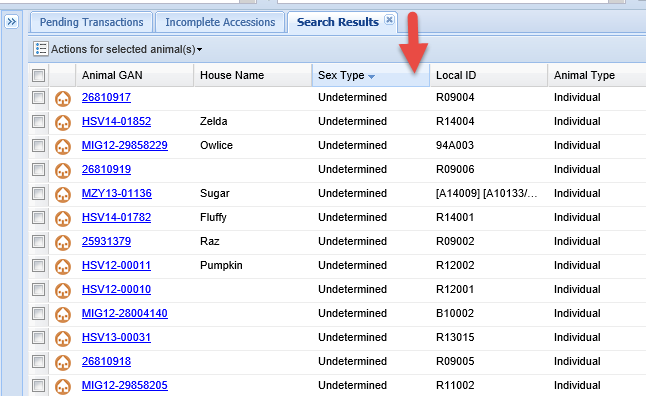 Pending Transactions Incomplete Accessions Search Results
Actions for selected animal(s)
Animal GAN House Name Sex Type Local ID Animal Type
26810917 Undetermined R09004 Individual
HSV14-01852 Zelda Undetermined R14004 Individual
MIG12-29858229 Owlice Undetermined 94A003 Individual
26810919 Undetermined R09006 Individual
MZY13-01136 Sugar Undetermined [A14009] [A10133/... Individual
HSV14-01782 Fluffy Undetermined R14001 Individual
25931379 Raz Undetermined R09002 Individual
HSV12-00011 Pumpkin Undetermined R12002 Individual
HSV12-00010 Undetermined R12001 Individual
MIG12-28004140 Undetermined B10002 Individual
HSV13-00031 Undetermined R13015 Individual
26810918 Undetermined R09005 Individual
MIG12-29858205 Undetermined R11002 Individual